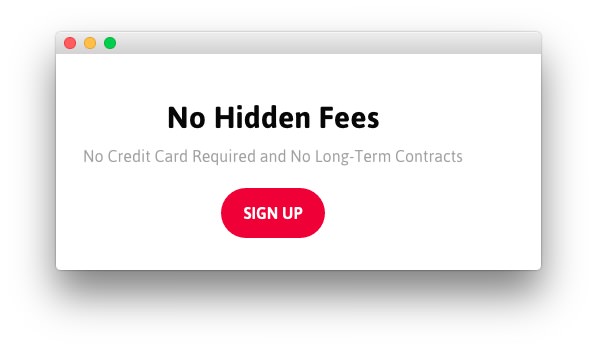 No Hidden Fees
No Credit Card Required and No Long-Term Contracts
SIGN UP